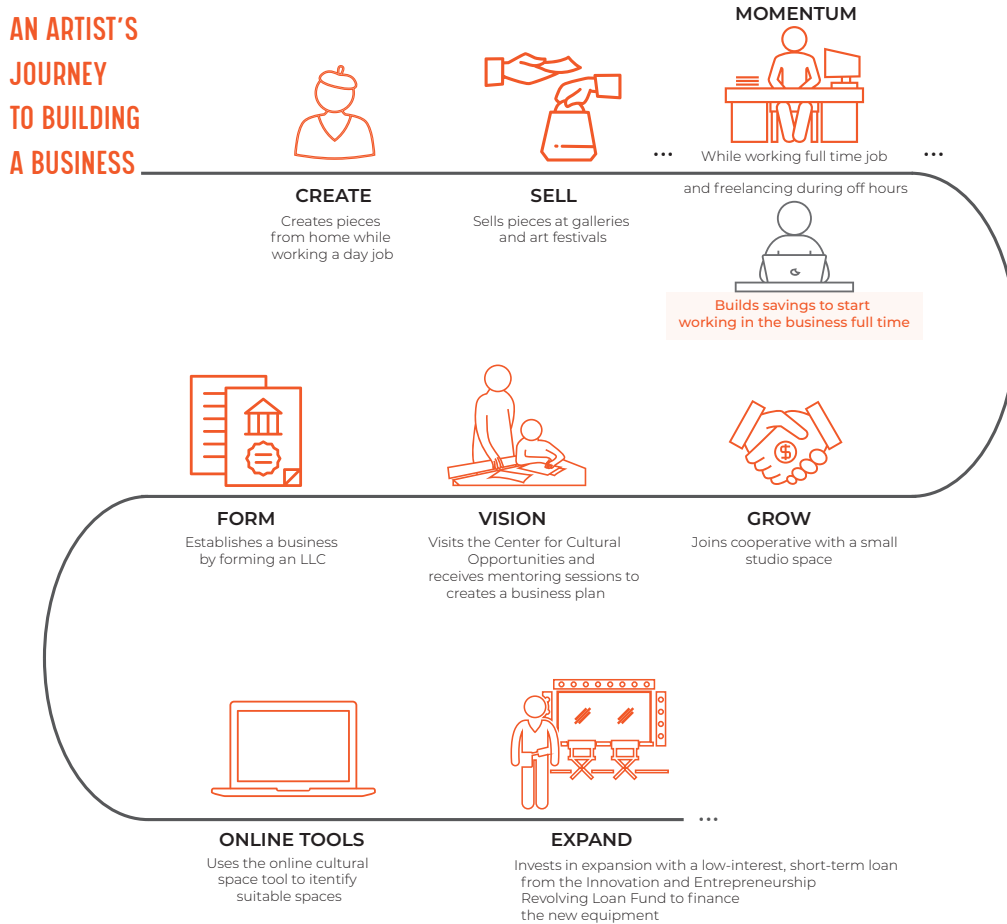 AN ARTIST'S
JOURNEY
TO BUILDING
A BUSINESS
CREATE
Creates pieces
from home while
working a day job
SELL
Sells pieces at galleries
and art festivals
...
MOMENTUM
While working full time job
...
and freelancing during off hours
Builds savings to start
working in the business full time
$
GROW
Joins cooperative with a small
studio space
VISION
Visits the Center for Cultural
Opportunities and
receives mentoring sessions to
creates a business plan
FORM
Establishes a business
by forming an LLC
ONLINE TOOLS
Uses the online cultural
space tool to itentify
suitable spaces
EXPAND
Invests in expansion with a low-interest, short-term loan
from the Innovation and Entrepreneurship
Revolving Loan Fund to finance
the new equipment
...